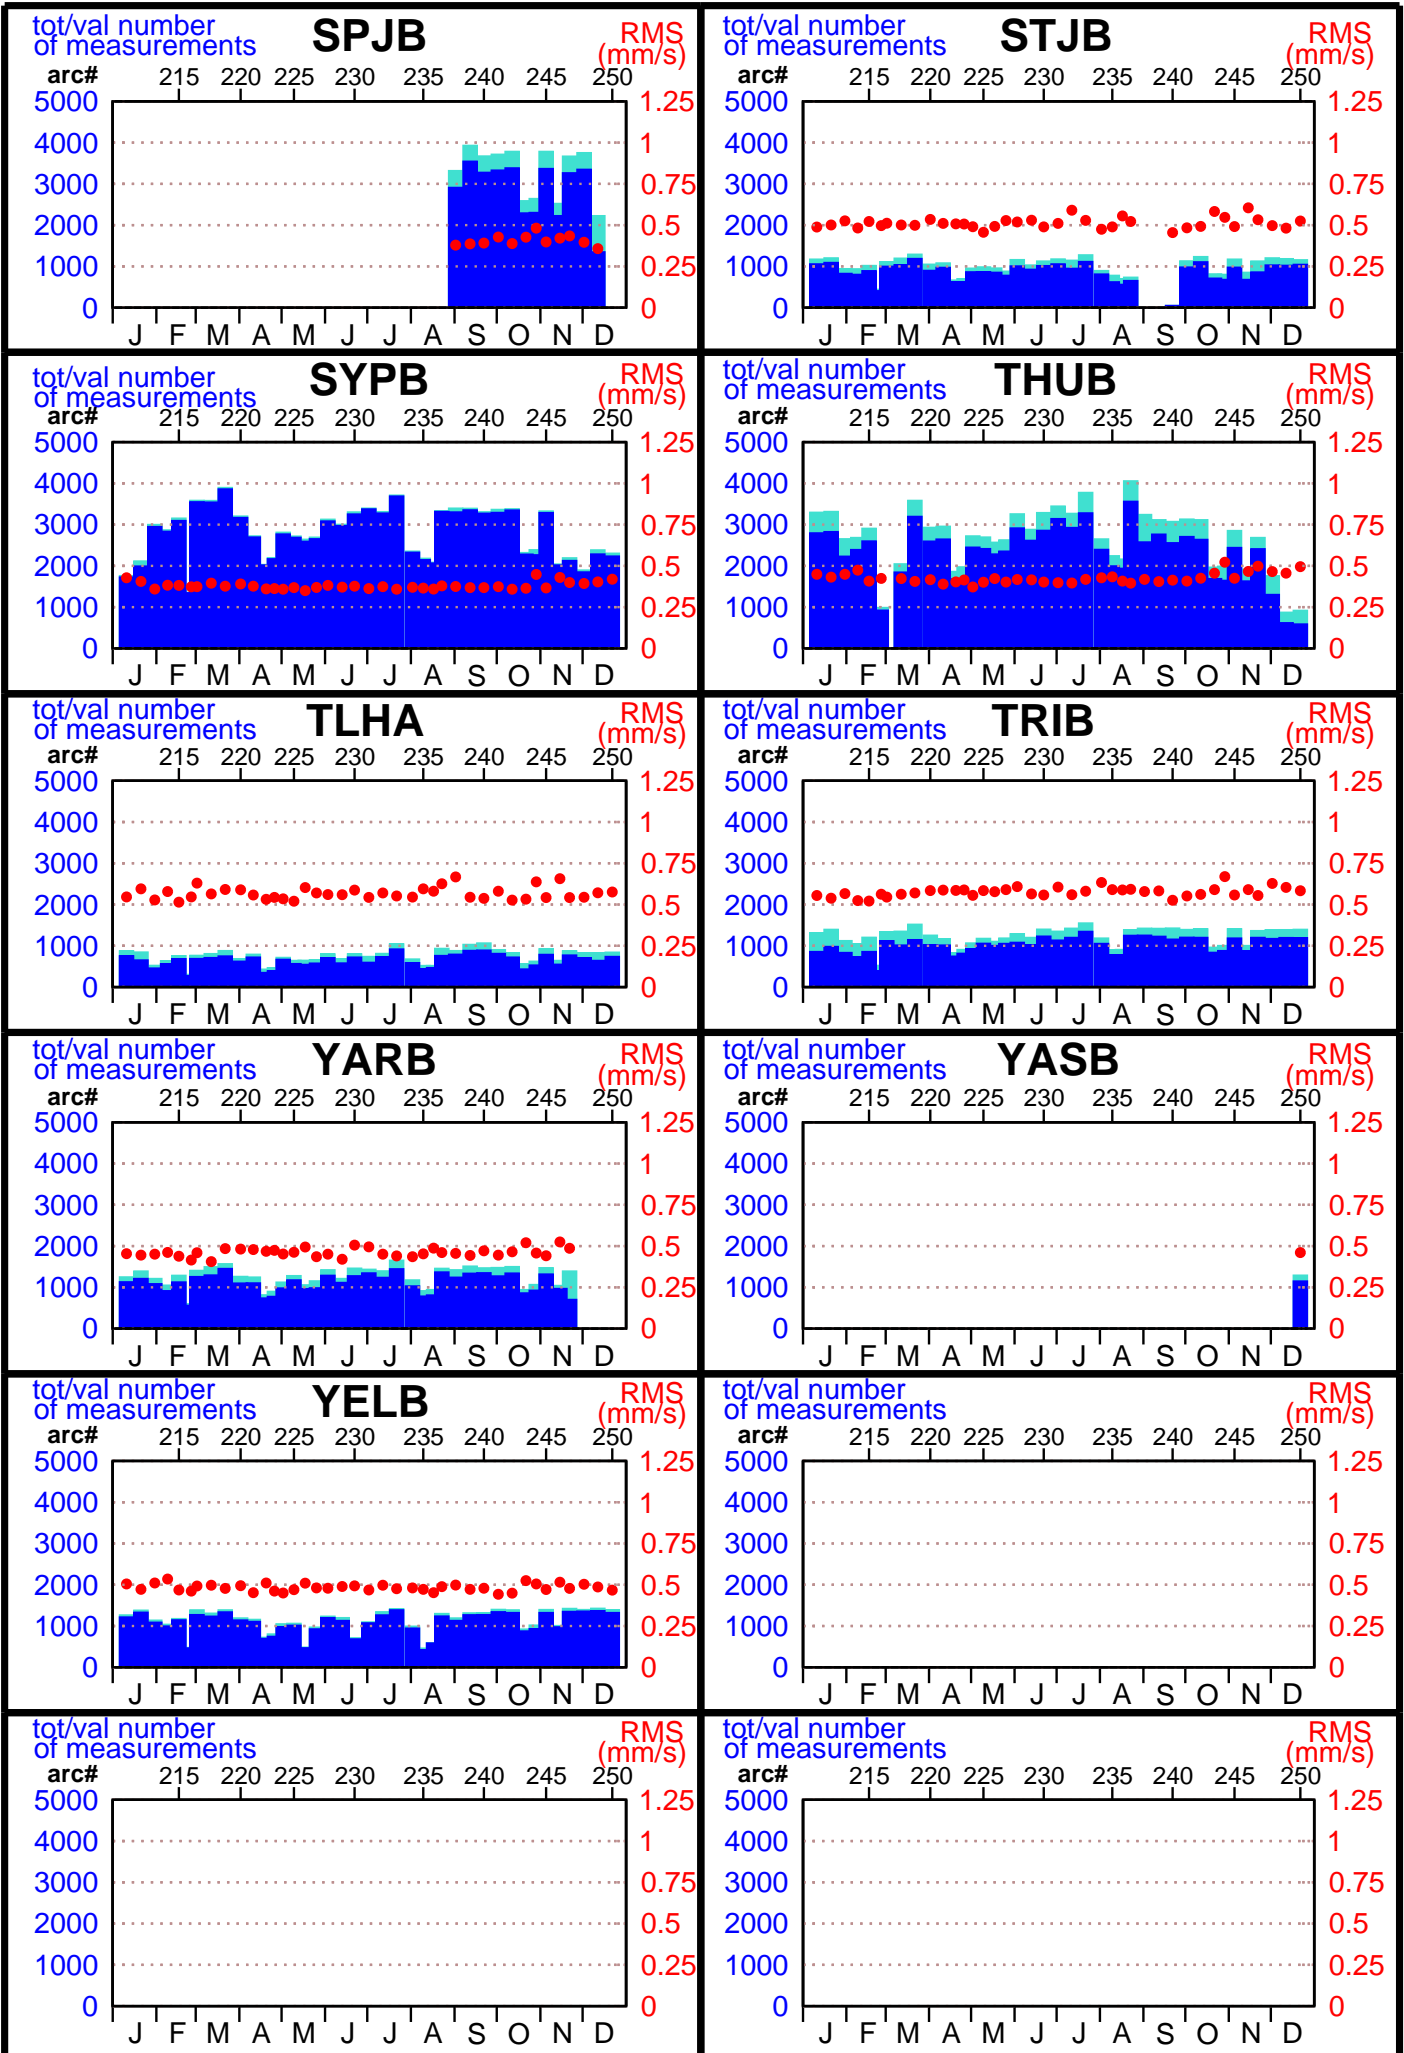 tot/val number of measurements SPJB RMS (mm/s)
arc# 215 220 225 230 235 240 245 250
5000 1.25
4000 1
3000 0.75
2000 0.5
1000 0.25
0 0
J F M A M J J A S O N D
tot/val number of measurements STJB RMS (mm/s)
arc# 215 220 225 230 235 240 245 250
5000 1.25
4000 1
3000 0.75
2000 0.5
1000 0.25
0 0
J F M A M J J A S O N D
tot/val number of measurements SYPB RMS (mm/s)
arc# 215 220 225 230 235 240 245 250
5000 1.25
4000 1
3000 0.75
2000 0.5
1000 0.25
0 0
J F M A M J J A S O N D
tot/val number of measurements THUB RMS (mm/s)
arc# 215 220 225 230 235 240 245 250
5000 1.25
4000 1
3000 0.75
2000 0.5
1000 0.25
0 0
J F M A M J J A S O N D
tot/val number of measurements TLHA RMS (mm/s)
arc# 215 220 225 230 235 240 245 250
5000 1.25
4000 1
3000 0.75
2000 0.5
1000 0.25
0 0
J F M A M J J A S O N D
tot/val number of measurements TRIB RMS (mm/s)
arc# 215 220 225 230 235 240 245 250
5000 1.25
4000 1
3000 0.75
2000 0.5
1000 0.25
0 0
J F M A M J J A S O N D
tot/val number of measurements YARB RMS (mm/s)
arc# 215 220 225 230 235 240 245 250
5000 1.25
4000 1
3000 0.75
2000 0.5
1000 0.25
0 0
J F M A M J J A S O N D
tot/val number of measurements YASB RMS (mm/s)
arc# 215 220 225 230 235 240 245 250
5000 1.25
4000 1
3000 0.75
2000 0.5
1000 0.25
0 0
J F M A M J J A S O N D
tot/val number of measurements YELB RMS (mm/s)
arc# 215 220 225 230 235 240 245 250
5000 1.25
4000 1
3000 0.75
2000 0.5
1000 0.25
0 0
J F M A M J J A S O N D
tot/val number of measurements RMS (mm/s)
arc# 215 220 225 230 235 240 245 250
5000 1.25
4000 1
3000 0.75
2000 0.5
1000 0.25
0 0
J F M A M J J A S O N D
tot/val number of measurements RMS (mm/s)
arc# 215 220 225 230 235 240 245 250
5000 1.25
4000 1
3000 0.75
2000 0.5
1000 0.25
0 0
J F M A M J J A S O N D
tot/val number of measurements RMS (mm/s)
arc# 215 220 225 230 235 240 245 250
5000 1.25
4000 1
3000 0.75
2000 0.5
1000 0.25
0 0
J F M A M J J A S O N D